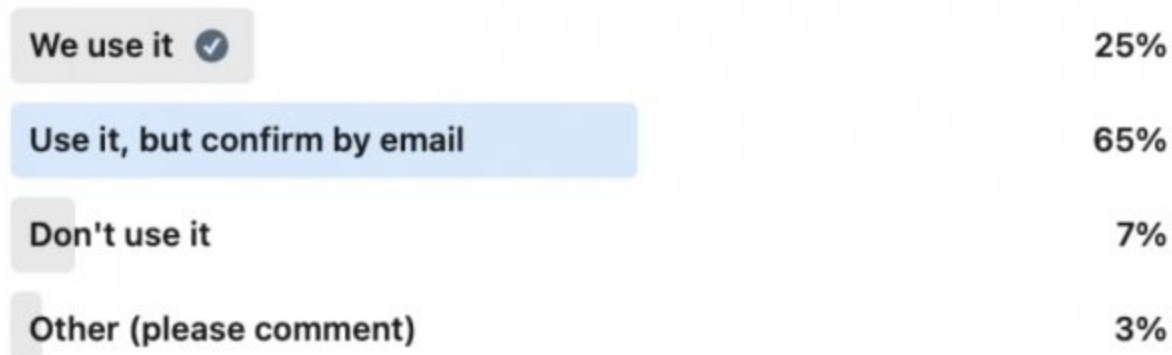 We use it 25%
Use it, but confirm by email 65%
Don't use it 7%
Other (please comment) 3%